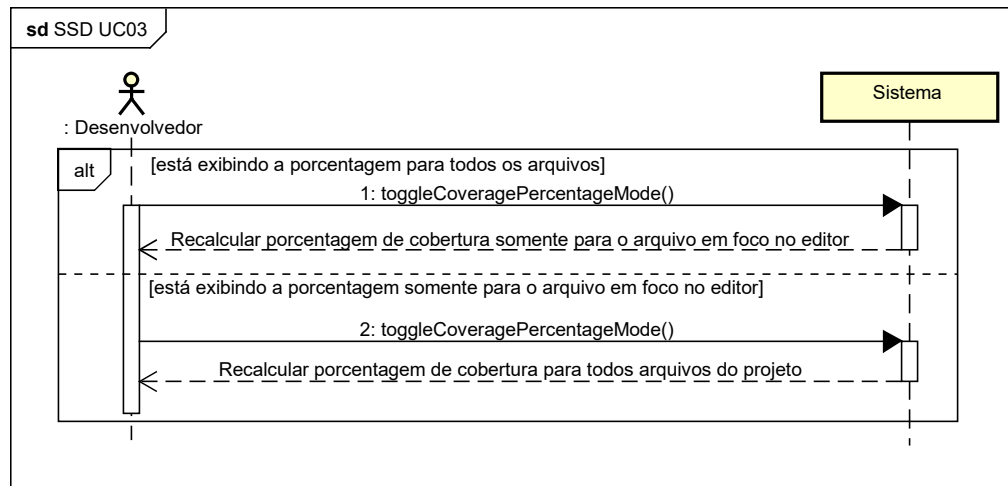 sd SSD UC03
Sistema
: Desenvolvedor
alt
[está exibindo a porcentagem para todos os arquivos]
1: toggleCoveragePercentageMode()
Recalcular porcentagem de cobertura somente para o arquivo em foco no editor
[está exibindo a porcentagem somente para o arquivo em foco no editor]
2: toggleCoveragePercentageMode()
Recalcular porcentagem de cobertura para todos arquivos do projeto